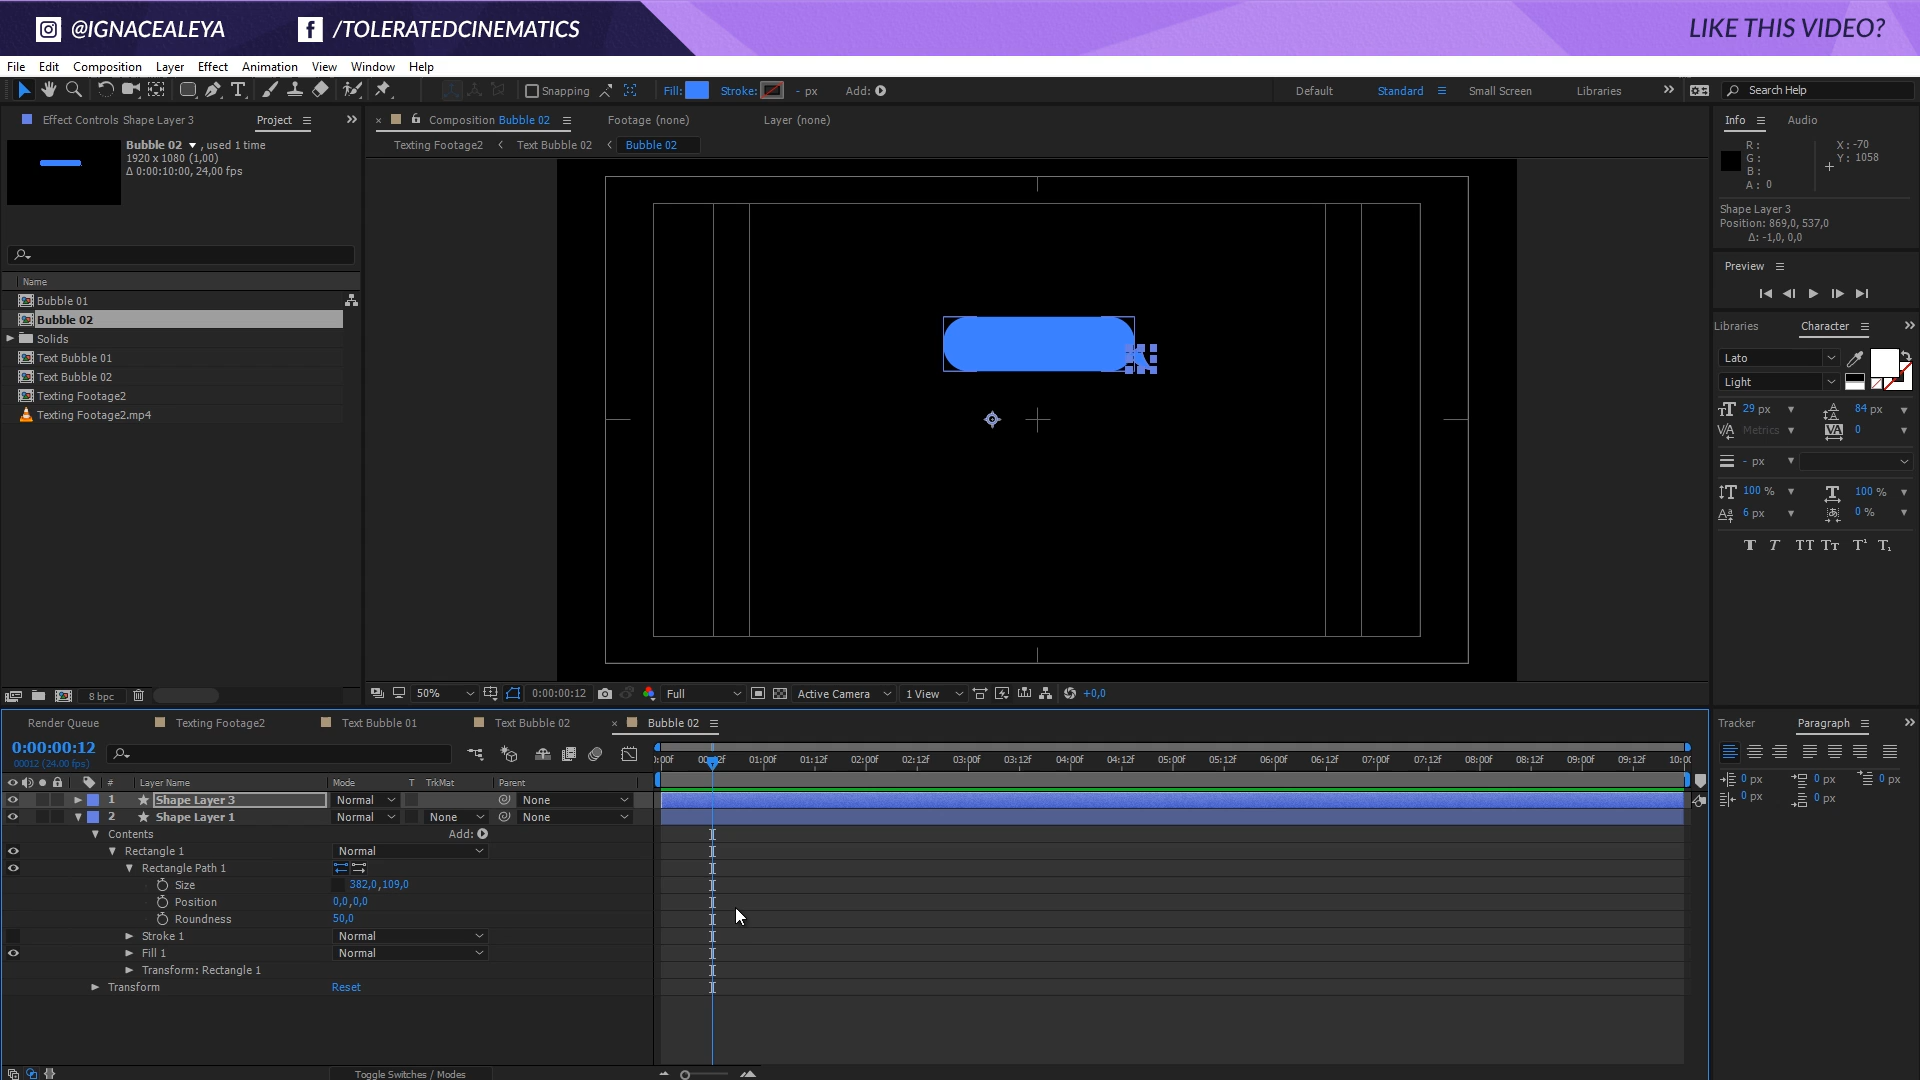 @IGNACEALEYA
/TOLERATEDCINEMATICS
LIKE THIS VIDEO?
File Edit Composition Layer Effect Animation View Window Help
Snapping Fill: Stroke: - px Add: Default Standard Small Screen Libraries Search Help
Effect Controls Shape Layer 3 Project
Bubble 02 , used 1 time
1920 x 1080 (1,00)
Δ 0:00:10:00, 24,00 fps
Name
Bubble 01
Bubble 02
Solids
Text Bubble 01
Text Bubble 02
Texting Footage2
Texting Footage2.mp4
8 bpc
Composition Bubble 02 Footage (none) Layer (none)
Texting Footage2 Text Bubble 02 Bubble 02
50% 0:00:00:12 Full Active Camera 1 View +0,0
Info Audio
R: X: -70
G: Y: 1058
B:
A: 0
Shape Layer 3
Position: 869,0, 537,0
Δ: -1,0, 0,0
Preview
Libraries Character
Lato
Light
29 px 84 px
Metrics 0
- px
100 % 100 %
6 px 0 %
Render Queue Texting Footage2 Text Bubble 01 Text Bubble 02 Bubble 02
0:00:00:12
00012 (24.00 fps)
# Layer Name Mode T TrkMat Parent
1 Shape Layer 3 Normal None
2 Shape Layer 1 Normal None None
Contents Add:
Rectangle 1 Normal
Rectangle Path 1
Size 382,0,109,0
Position 0,0,0,0
Roundness 50,0
Stroke 1 Normal
Fill 1 Normal
Transform: Rectangle 1
Transform Reset
Toggle Switches / Modes
01:00f 01:12f 02:00f 02:12f 03:00f 03:12f 04:00f 04:12f 05:00f 05:12f 06:00f 06:12f 07:00f 07:12f 08:00f 08:12f 09:00f 09:12f
Tracker Paragraph
0 px 0 px 0 px
0 px 0 px